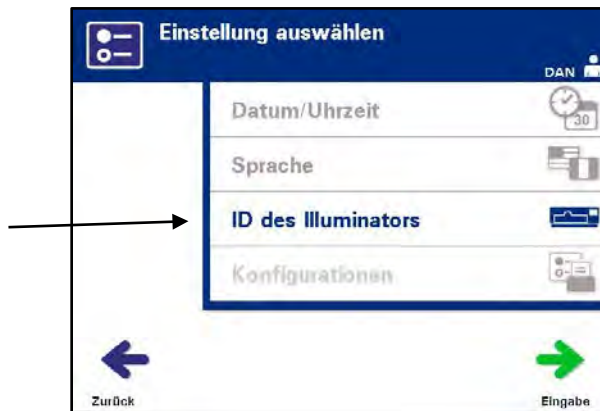 Einstellung auswählen
DAN
Datum/Uhrzeit
30
Sprache
ID des Illuminators
Konfigurationen
Zurück
Eingabe